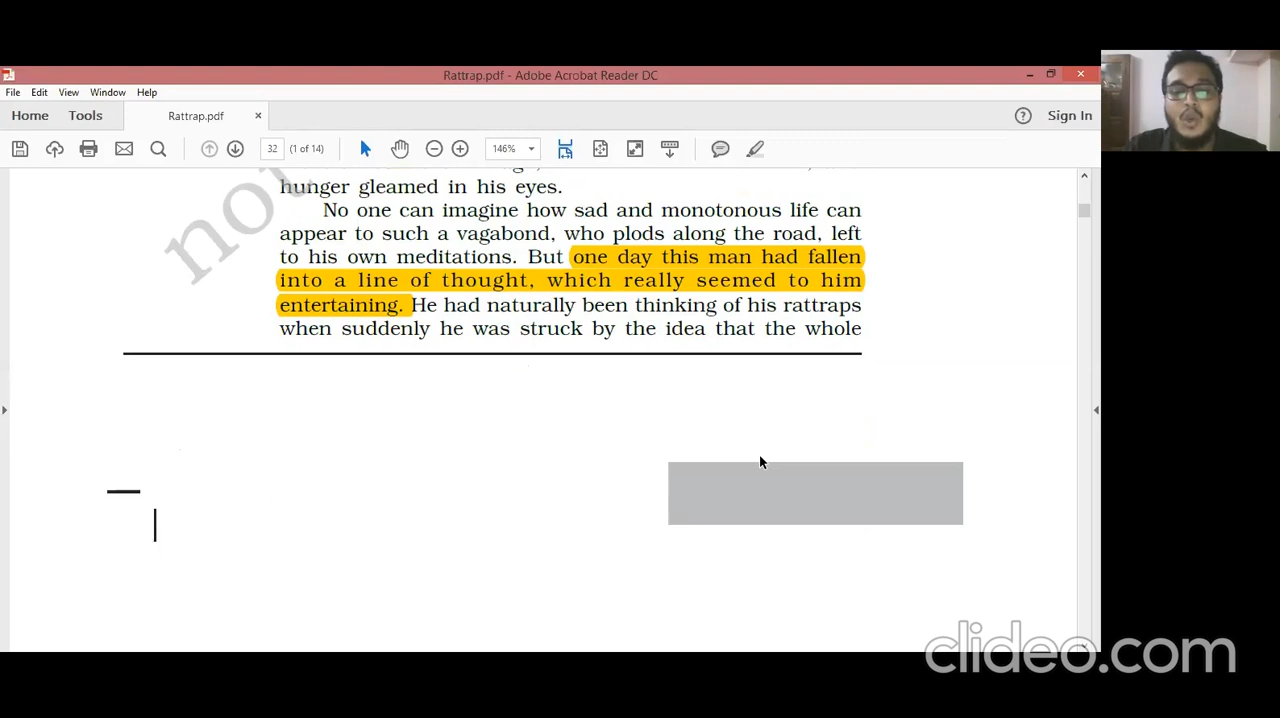 Rattrap.pdf - Adobe Acrobat Reader DC
File Edit View Window Help
Home Tools Rattrap.pdf × Sign In
32 (1 of 14) 146%
hunger gleamed in his eyes.
No one can imagine how sad and monotonous life can
appear to such a vagabond, who plods along the road, left
to his own meditations. But one day this man had fallen
into a line of thought, which really seemed to him
entertaining. He had naturally been thinking of his rattraps
when suddenly he was struck by the idea that the whole
not
clideo.com